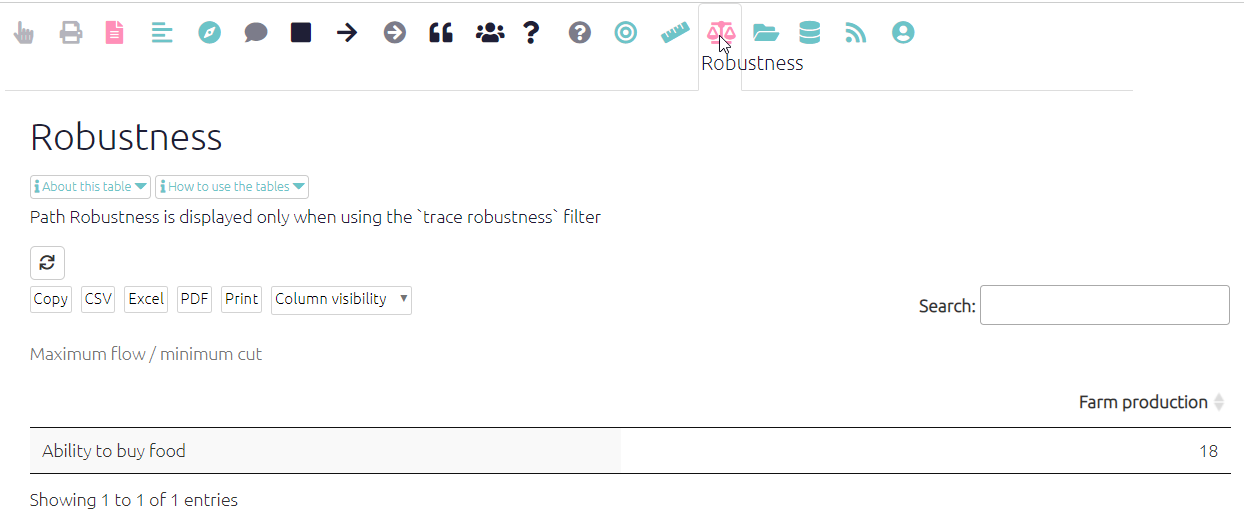 Robustness
Robustness
About this table
How to use the tables
Path Robustness is displayed only when using the `trace robustness` filter
Copy CSV Excel PDF Print Column visibility
Search:
Maximum flow / minimum cut
Farm production
Ability to buy food 18
Showing 1 to 1 of 1 entries